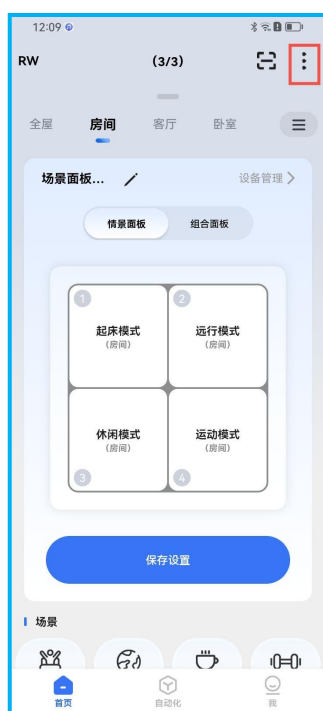 12:09
RW (3/3)
全屋 房间 客厅 卧室
场景面板... 设备管理
情景面板 组合面板
1 2
起床模式 远行模式
(房间) (房间)
休闲模式 运动模式
(房间) (房间)
3 4
保存设置
场景
首页 自动化 我